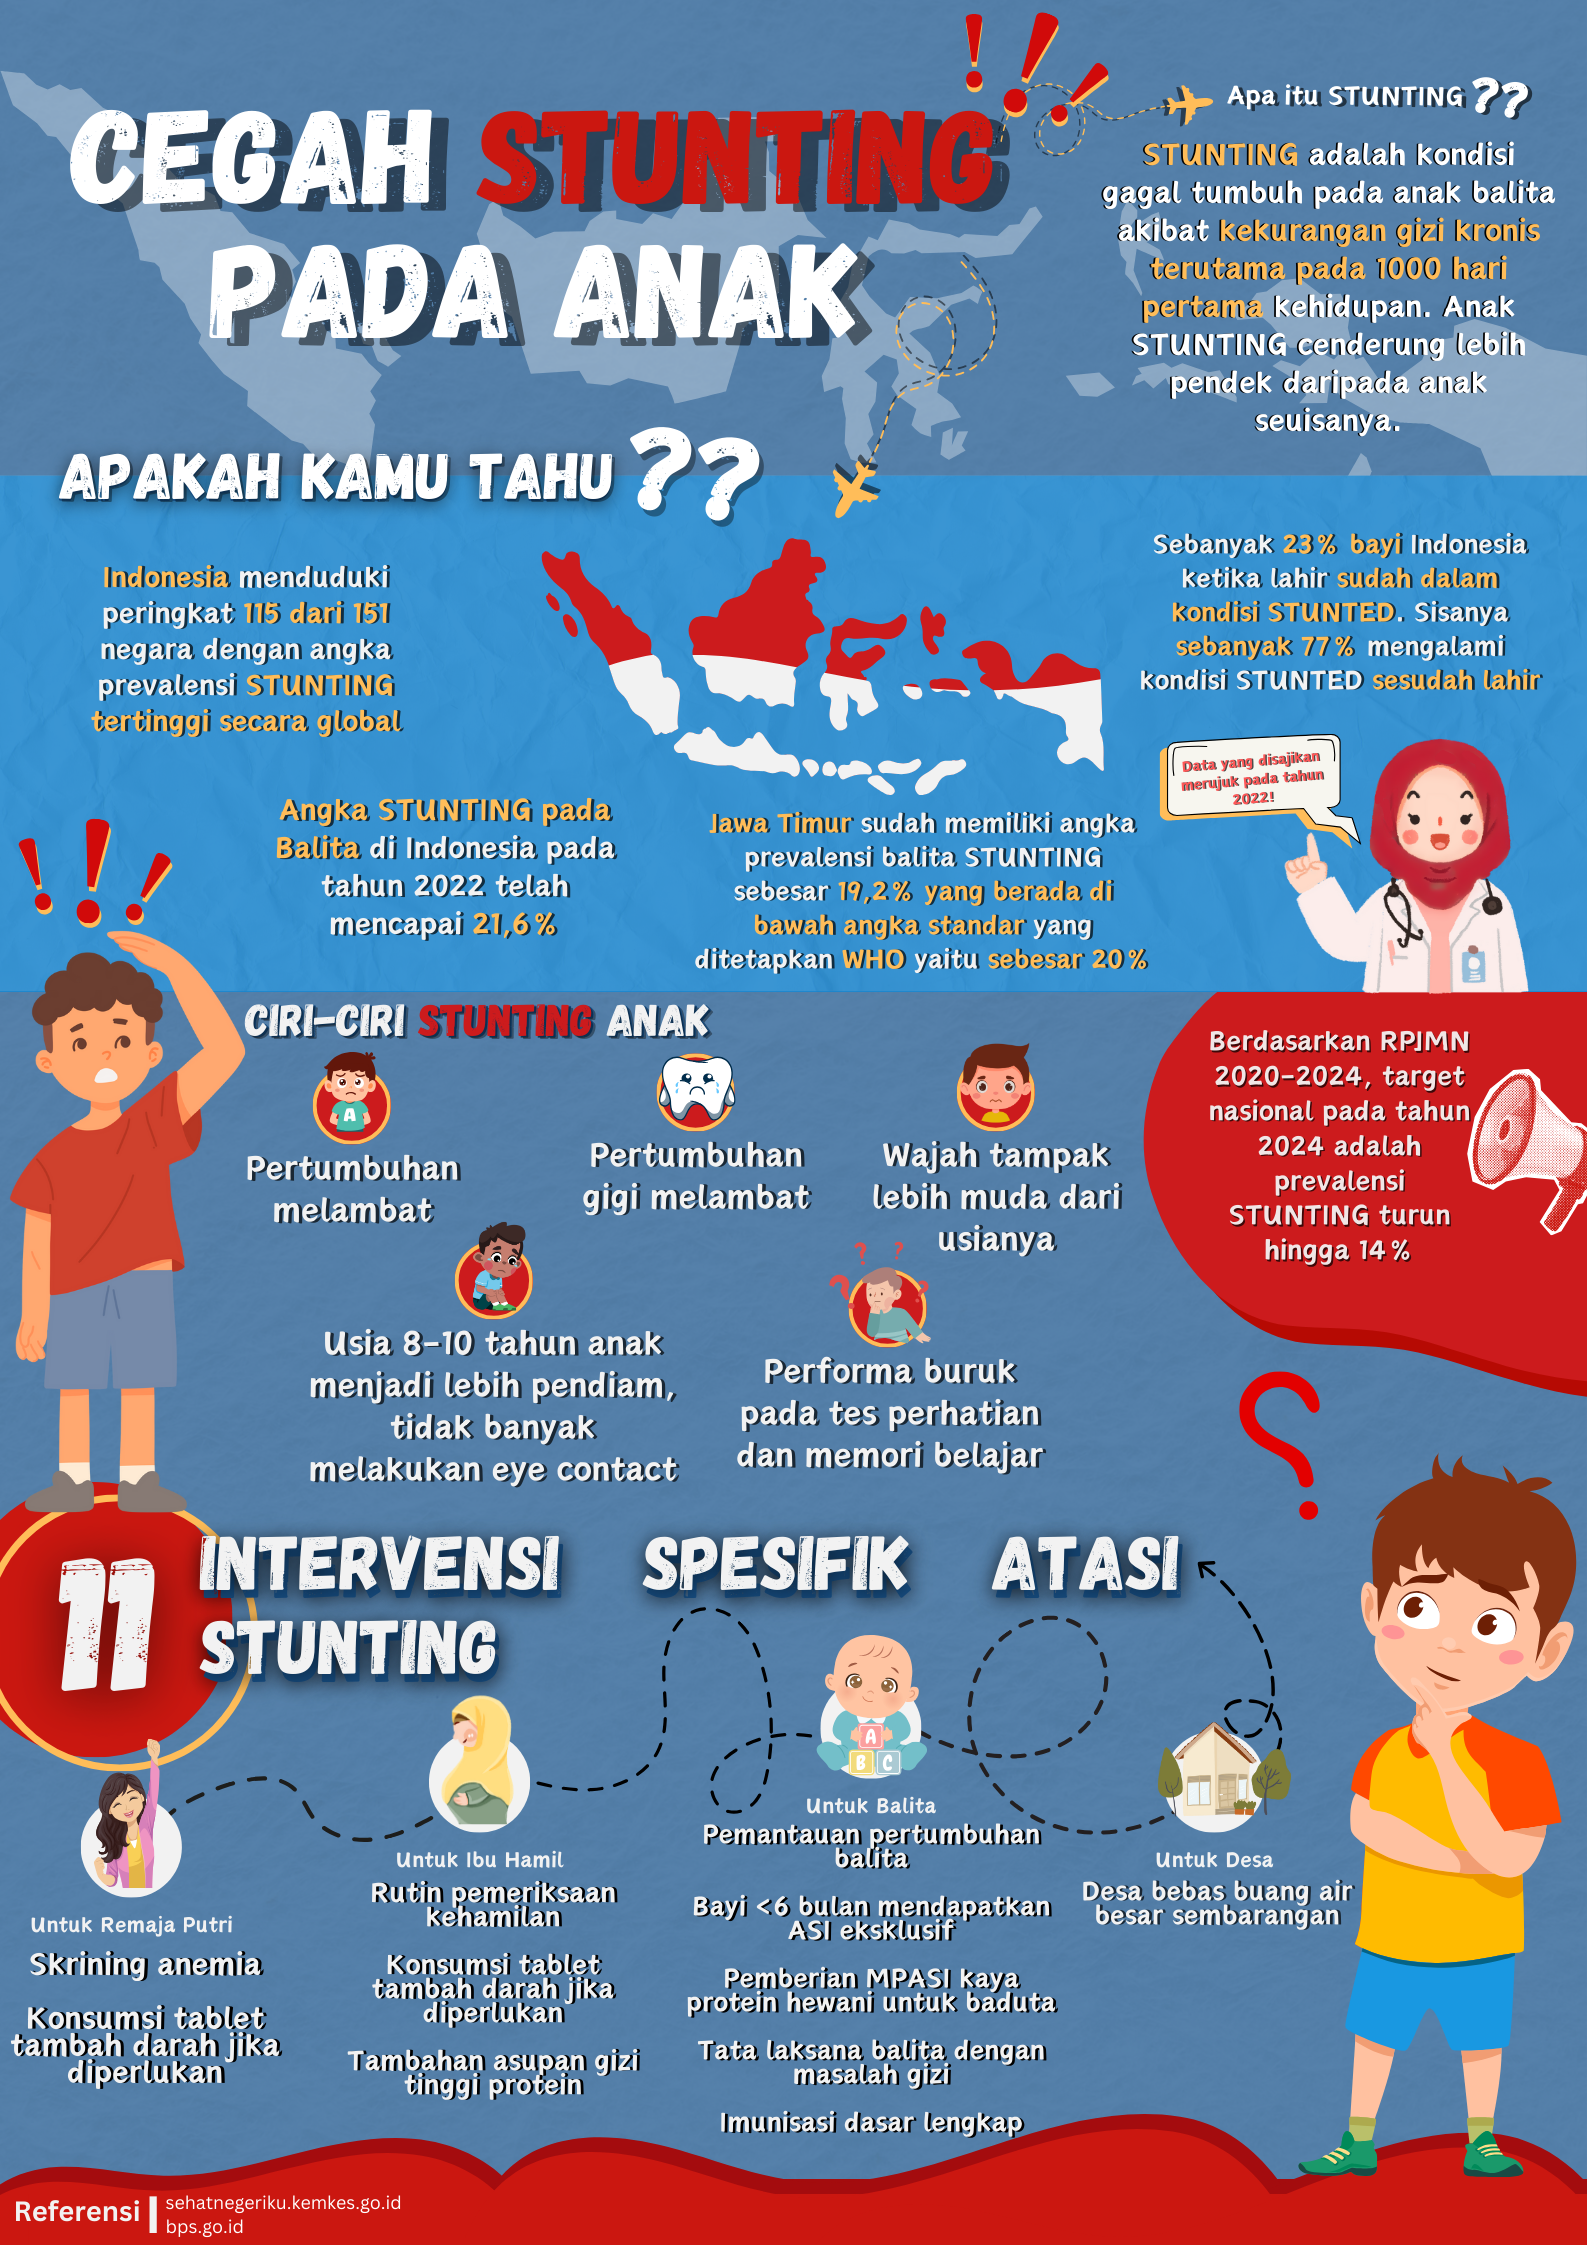 CEGAH STUNTING
PADA ANAK
Apa itu STUNTING ??
STUNTING adalah kondisi
gagal tumbuh pada anak balita
akibat kekurangan gizi kronis
terutama pada 1000 hari
pertama kehidupan. Anak
STUNTING cenderung lebih
pendek daripada anak
seuisanya.
APAKAH KAMU TAHU ??
Indonesia menduduki
peringkat 115 dari 151
negara dengan angka
prevalensi STUNTING
tertinggi secara global
Sebanyak 23% bayi Indonesia
ketika lahir sudah dalam
kondisi STUNTED. Sisanya
sebanyak 77% mengalami
kondisi STUNTED sesudah lahir
Data yang disajikan
merujuk pada tahun
2022!
Angka STUNTING pada
Balita di Indonesia pada
tahun 2022 telah
mencapai 21,6%
Jawa Timur sudah memiliki angka
prevalensi balita STUNTING
sebesar 19,2% yang berada di
bawah angka standar yang
ditetapkan WHO yaitu sebesar 20%
CIRI-CIRI STUNTING ANAK
A
Pertumbuhan
melambat
Pertumbuhan
gigi melambat
Wajah tampak
lebih muda dari
usianya
Usia 8-10 tahun anak
menjadi lebih pendiam,
tidak banyak
melakukan eye contact
Performa buruk
pada tes perhatian
dan memori belajar
Berdasarkan RPJMN
2020-2024, target
nasional pada tahun
2024 adalah
prevalensi
STUNTING turun
hingga 14%
11 INTERVENSI SPESIFIK ATASI
STUNTING
Untuk Remaja Putri
Skrining anemia
Konsumsi tablet
tambah darah jika
diperlukan
Untuk Ibu Hamil
Rutin pemeriksaan
kehamilan
Konsumsi tablet
tambah darah jika
diperlukan
Tambahan asupan gizi
tinggi protein
A
B C
Untuk Balita
Pemantauan pertumbuhan
balita
Bayi <6 bulan mendapatkan
ASI eksklusif
Pemberian MPASI kaya
protein hewani untuk baduta
Tata laksana balita dengan
masalah gizi
Imunisasi dasar lengkap
Untuk Desa
Desa bebas buang air
besar sembarangan
Referensi
sehatnegeriku.kemkes.go.id
bps.go.id